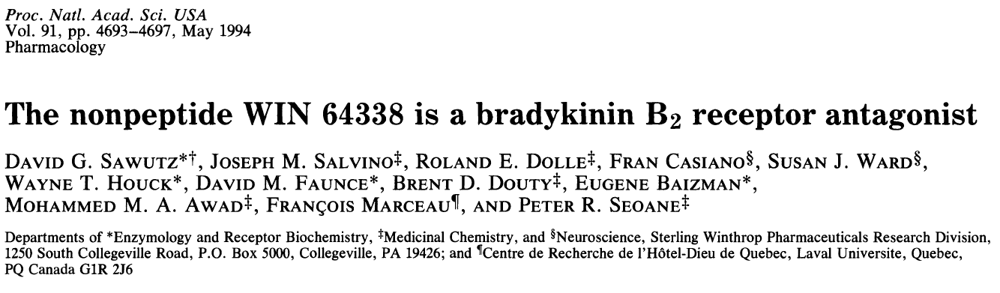 Proc. Natl. Acad. Sci. USA
Vol. 91, pp. 4693–4697, May 1994
Pharmacology
The nonpeptide WIN 64338 is a bradykinin B₂ receptor antagonist
DAVID G. SAWUTZ*†, JOSEPH M. SALVINO‡, ROLAND E. DOLLE‡, FRAN CASIANO§, SUSAN J. WARD§,
WAYNE T. HOUCK*, DAVID M. FAUNCE*, BRENT D. DOUTY‡, EUGENE BAIZMAN*,
MOHAMMED M. A. AWAD‡, FRANÇOIS MARCEAU¶, AND PETER R. SEOANE‡
Departments of *Enzymology and Receptor Biochemistry, ‡Medicinal Chemistry, and §Neuroscience, Sterling Winthrop Pharmaceuticals Research Division,
1250 South Collegeville Road, P.O. Box 5000, Collegeville, PA 19426; and ¶Centre de Recherche de l'Hôtel-Dieu de Quebec, Laval Universite, Quebec,
PQ Canada G1R 2J6